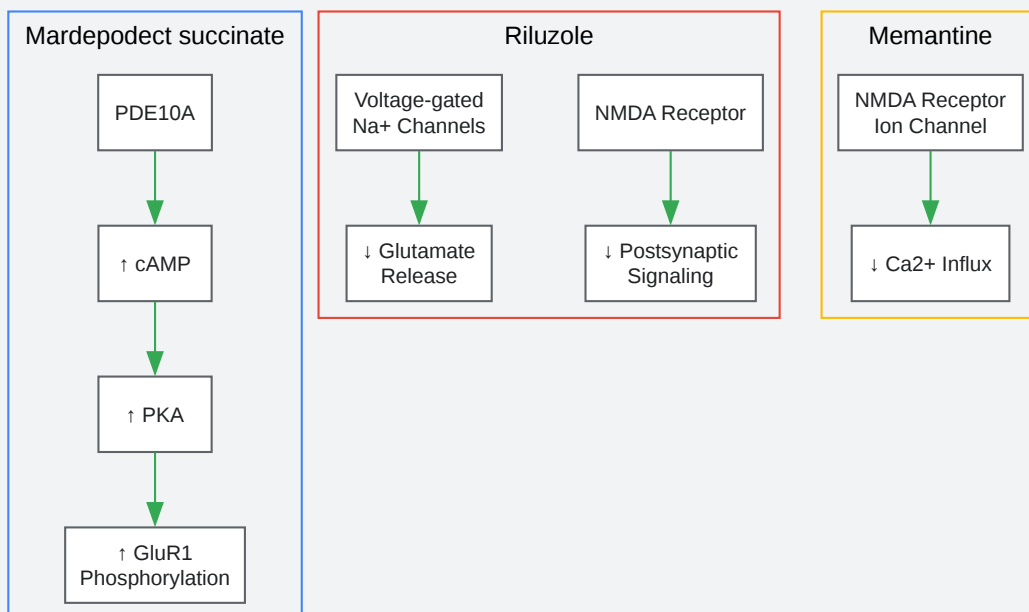 Mardepodect succinate
PDE10A
↑ cAMP
↑ PKA
↑ GluR1
Phosphorylation
Riluzole
Voltage-gated
Na+ Channels
↓ Glutamate
Release
NMDA Receptor
↓ Postsynaptic
Signaling
Memantine
NMDA Receptor
Ion Channel
↓ Ca2+ Influx